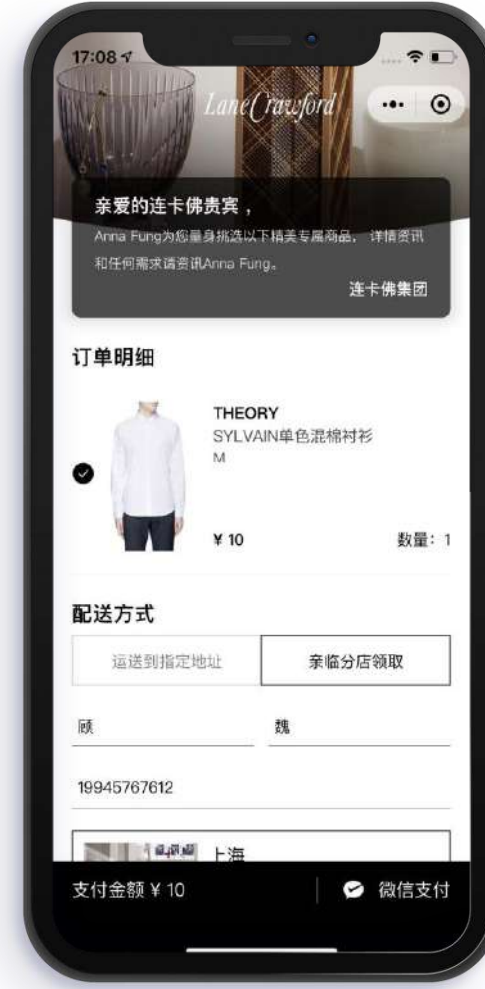 17:08
Lane Crawford
亲爱的连卡佛贵宾，
Anna Fung为您量身挑选以下精美专属商品， 详情资讯
和任何需求请资讯Anna Fung。
连卡佛集团
订单明细
THEORY
SYLVAIN单色混棉衬衫
M
¥ 10 数量: 1
配送方式
运送到指定地址 亲临分店领取
顾 魏
19945767612
上海
支付金额 ¥ 10 微信支付